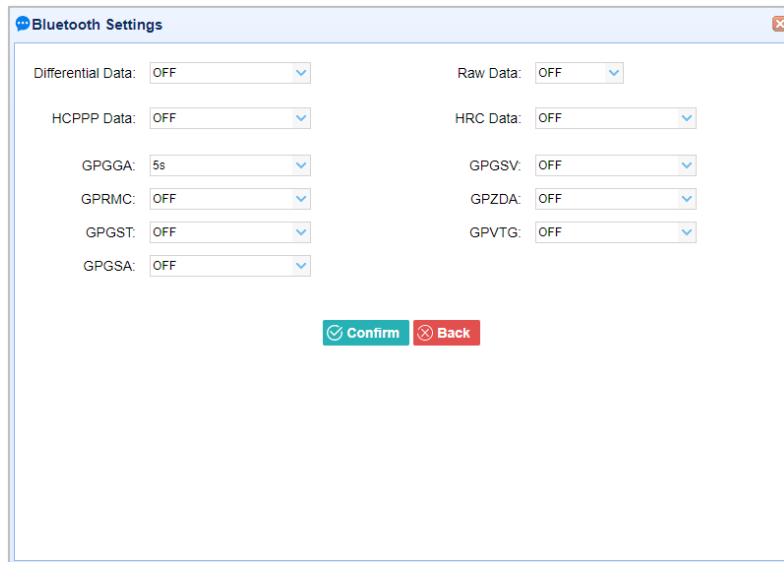 Bluetooth Settings
Differential Data: OFF Raw Data: OFF
HCPPP Data: OFF HRC Data: OFF
GPGGA: 5s GPGSV: OFF
GPRMC: OFF GPZDA: OFF
GPGST: OFF GPVTG: OFF
GPGSA: OFF
Confirm Back